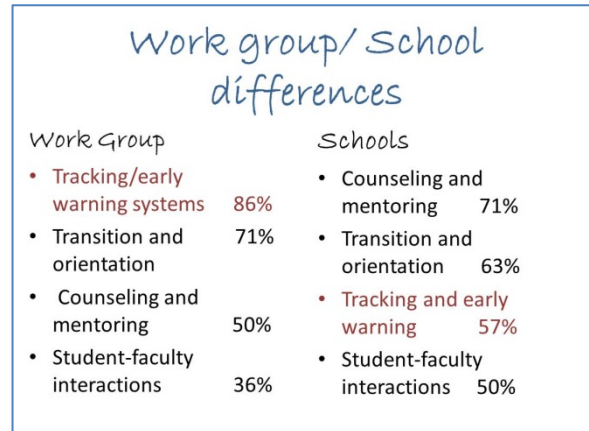 Work group/ School
differences
Work Group
• Tracking/early
warning systems 86%
• Transition and 71%
orientation
• Counseling and
mentoring 50%
• Student-faculty
interactions 36%
Schools
• Counseling and
mentoring 71%
• Transition and
orientation 63%
• Tracking and early
warning 57%
• Student-faculty
interactions 50%